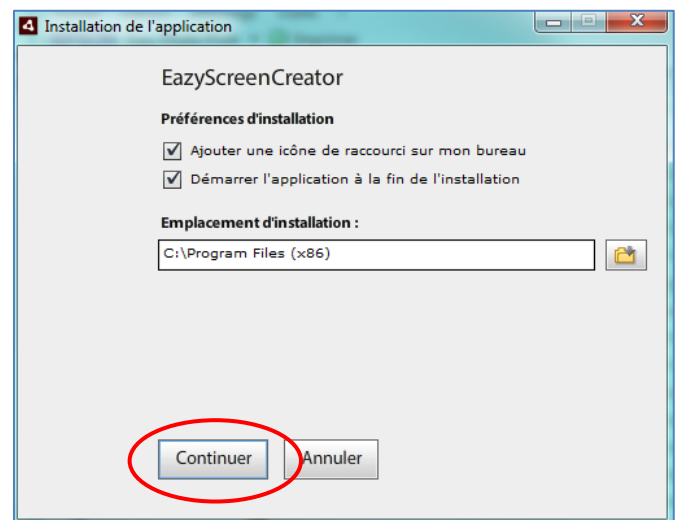 Installation de l'application
EazyScreenCreator
Préférences d'installation
Ajouter une icône de raccourci sur mon bureau
Démarrer l'application à la fin de l'installation
Emplacement d'installation :
C:\Program Files (x86)
Continuer
Annuler